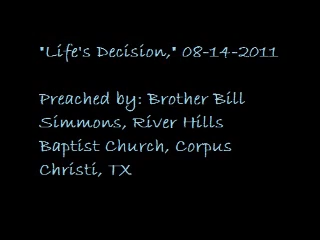 "Life's Decision," 08-14-2011
Preached by: Brother Bill
Simmons, River Hills
Baptist Church, Corpus
Christi, TX